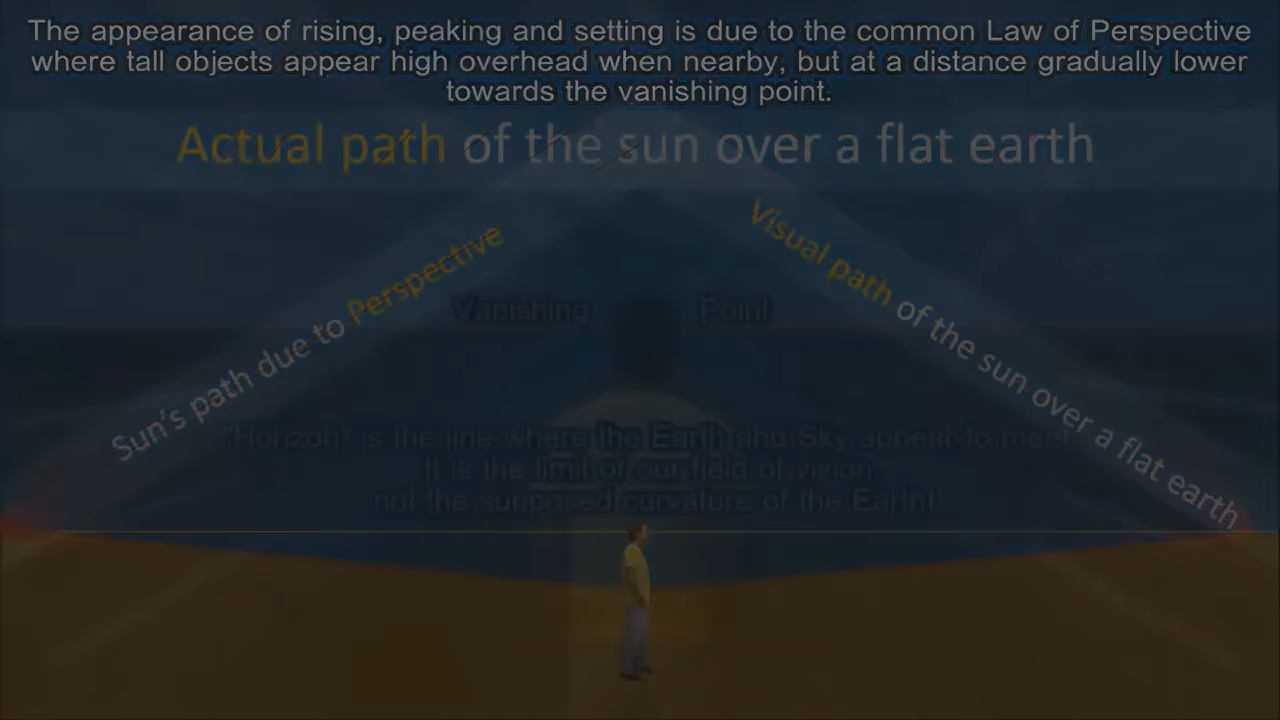 The appearance of rising, peaking and setting is due to the common Law of Perspective
where tall objects appear high overhead when nearby, but at a distance gradually lower
towards the vanishing point.
Actual path of the sun over a flat earth
Sun's path due to Perspective
Visual path of the sun over a flat earth
Vanishing Point
"Horizon" is the line where the Earth and Sky appear to meet
It is the limit of our field of vision
not the supposed curvature of the Earth!